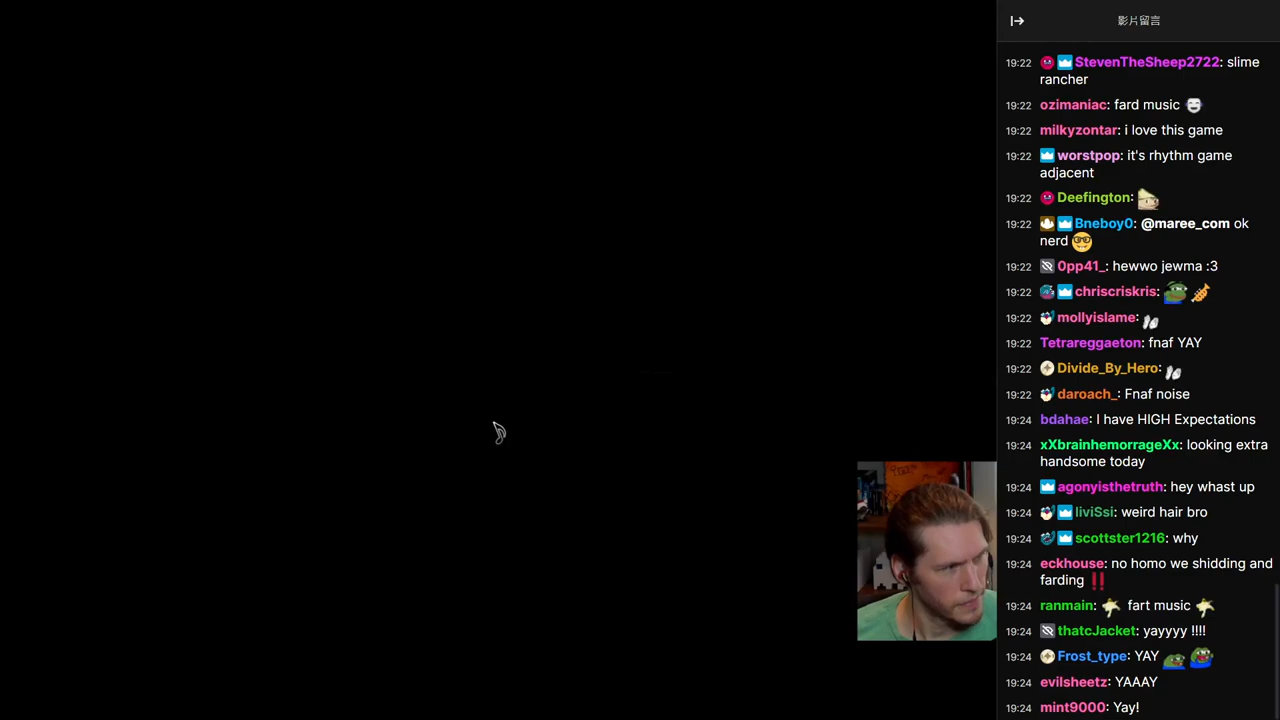 影片留言
19:22 StevenTheSheep2722: slime
rancher
19:22 ozimaniac: fard music
19:22 milkyzontar: i love this game
19:22 worstpop: it's rhythm game
adjacent
19:22 Deefington:
19:22 Bneboy0: @maree_com ok
nerd
19:22 0pp41_: hewwo jewma :3
19:22 chriscriskris:
19:22 mollyislame:
19:22 Tetrareggaeton: fnaf YAY
19:22 Divide_By_Hero:
19:22 daroach_: Fnaf noise
19:24 bdahae: I have HIGH Expectations
19:24 xXbrainhemorrageXx: looking extra
handsome today
19:24 agonyisthetruth: hey whast up
19:24 liviSsi: weird hair bro
19:24 scottster1216: why
19:24 eckhouse: no homo we shidding and
farding ‼️
19:24 ranmain: fart music
19:24 thatcJacket: yayyyy !!!!
19:24 Frost_type: YAY
19:24 evilsheetz: YAAAY
19:24 mint9000: Yay!